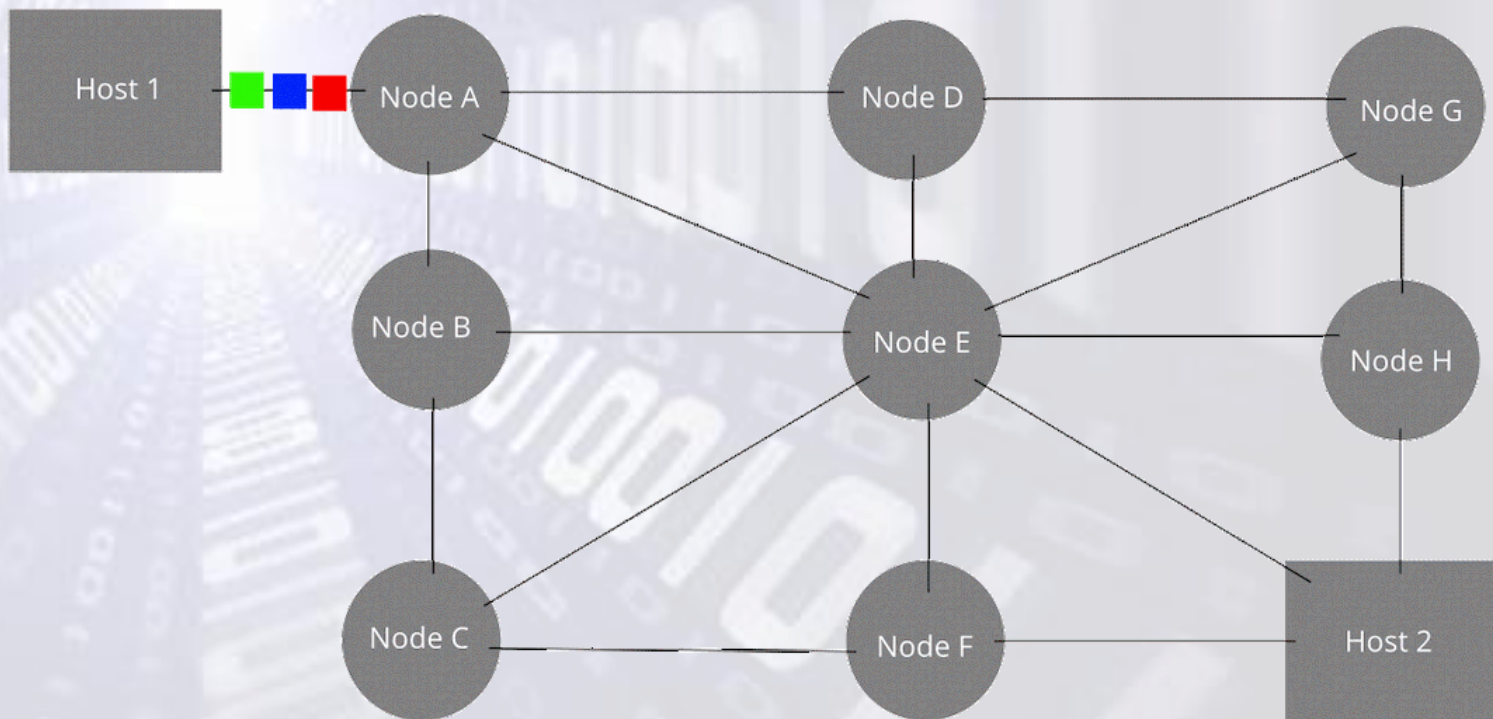 Host 1
Node A
Node D
Node G
Node B
Node E
Node H
Node C
Node F
Host 2